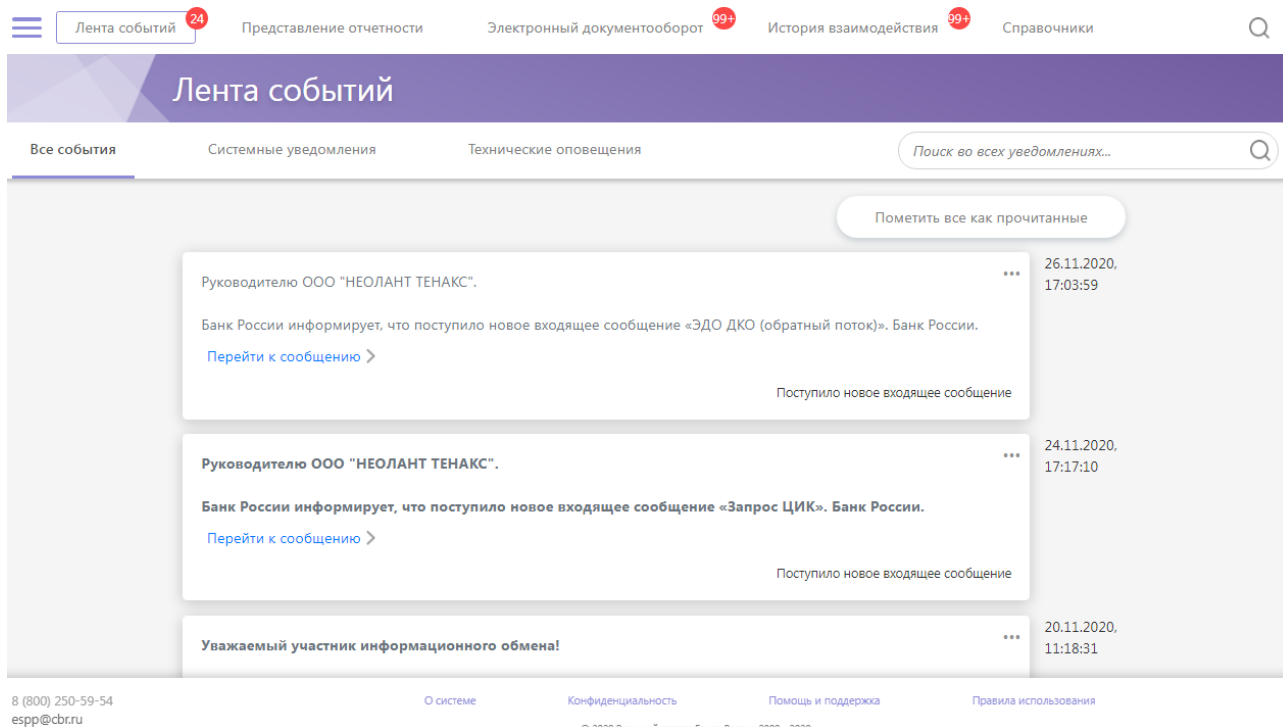 Лента событий 24 Представление отчетности Электронный документооборот 99+ История взаимодействия 99+ Справочники
Лента событий
Все события Системные уведомления Технические оповещения Поиск во всех уведомлениях...
Пометить все как прочитанные
26.11.2020,
17:03:59
Руководителю ООО "НЕОЛАНТ ТЕНАКС".
Банк России информирует, что поступило новое входящее сообщение «ЭДО ДКО (обратный поток)». Банк России.
Перейти к сообщению
Поступило новое входящее сообщение
24.11.2020,
17:17:10
Руководителю ООО "НЕОЛАНТ ТЕНАКС".
Банк России информирует, что поступило новое входящее сообщение «Запрос ЦИК». Банк России.
Перейти к сообщению
Поступило новое входящее сообщение
20.11.2020,
11:18:31
Уважаемый участник информационного обмена!
8 (800) 250-59-54 О системе Конфиденциальность Помощь и поддержка Правила использования
espp@cbr.ru